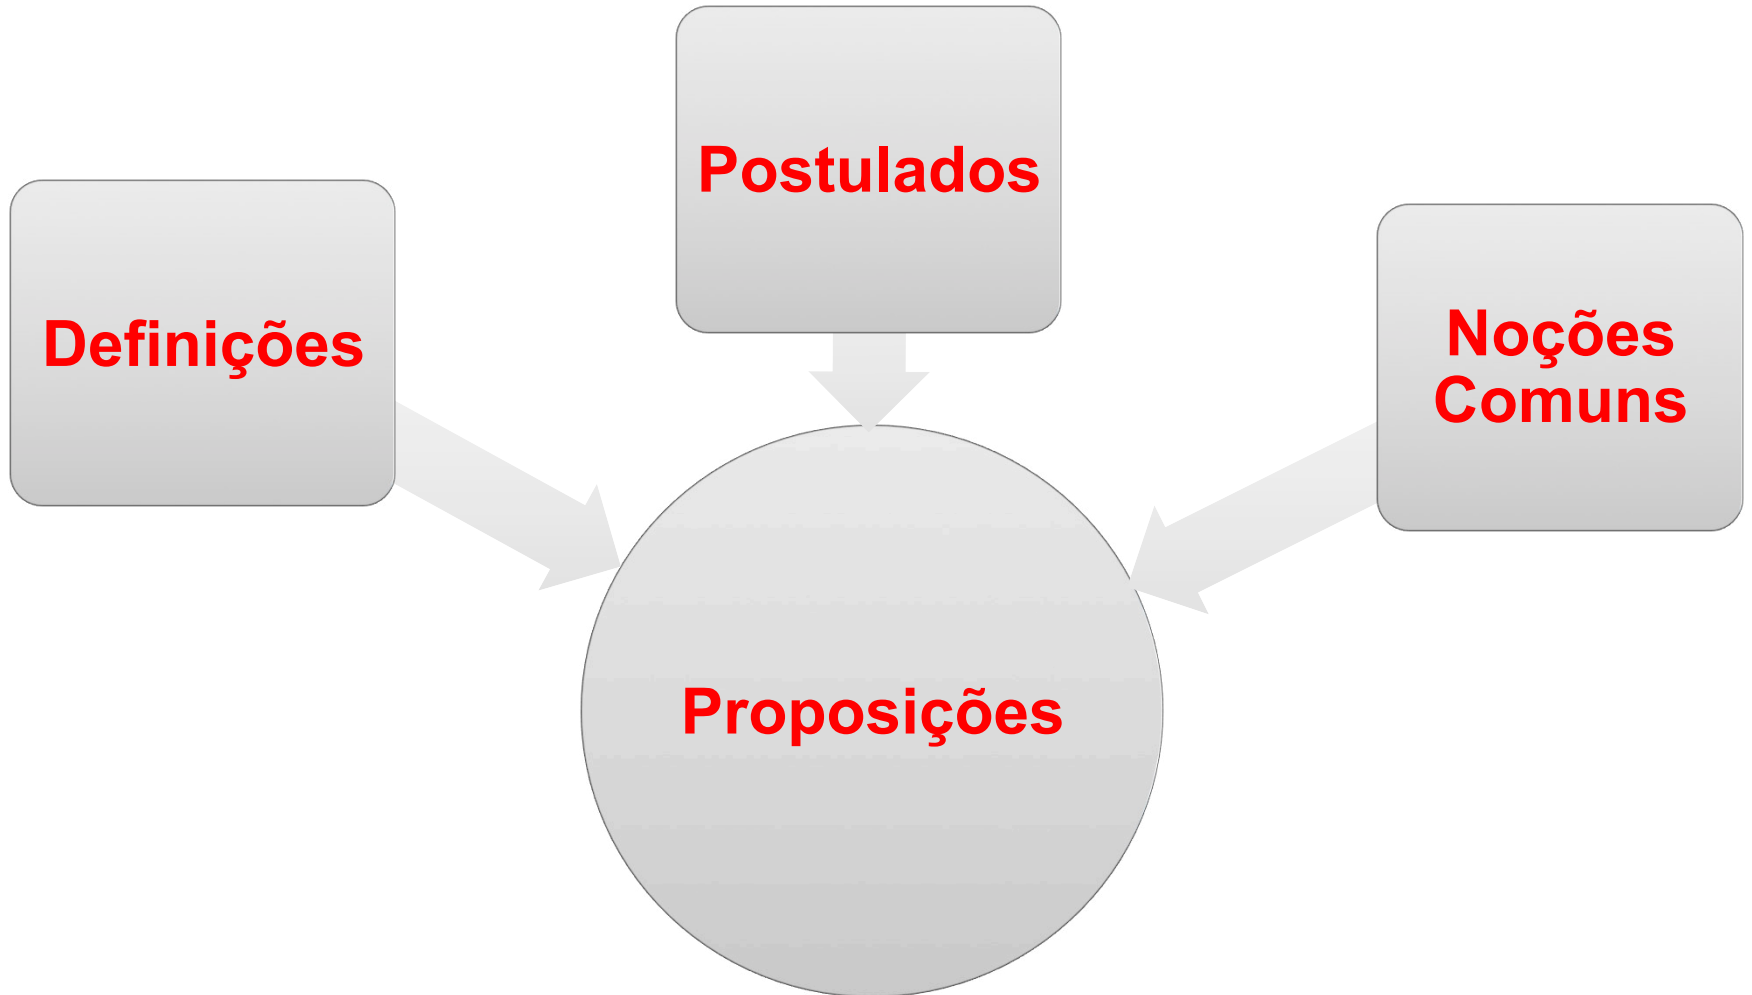 Postulados
Definições
Noções
Comuns
Proposições